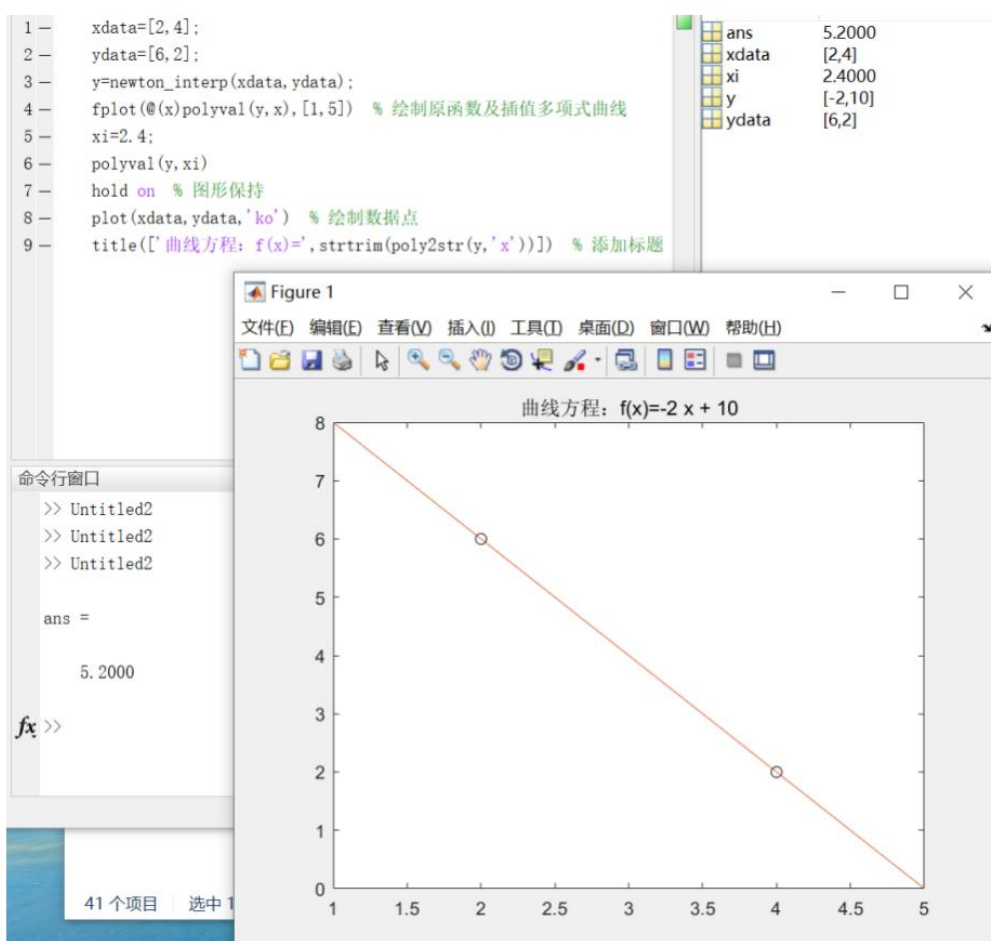 1 — xdata=[2,4];
2 — ydata=[6,2];
3 — y=newton_interp(xdata,ydata);
4 — fplot(@(x)polyval(y,x),[1,5]) % 绘制原函数及插值多项式曲线
5 — xi=2.4;
6 — polyval(y,xi)
7 — hold on % 图形保持
8 — plot(xdata,ydata,'ko') % 绘制数据点
9 — title(['曲线方程：f(x)=',strtrim(poly2str(y,'x'))]) % 添加标题
ans 5.2000
xdata [2,4]
xi 2.4000
y [-2,10]
ydata [6,2]
Figure 1
文件(F) 编辑(E) 查看(V) 插入(I) 工具(T) 桌面(D) 窗口(W) 帮助(H)
曲线方程：f(x)=-2 x + 10
8
7
6
5
4
3
2
1
0
1 1.5 2 2.5 3 3.5 4 4.5 5
命令行窗口
>> Untitled2
>> Untitled2
>> Untitled2
ans =
5.2000
fx >>
41 个项目 选中 1